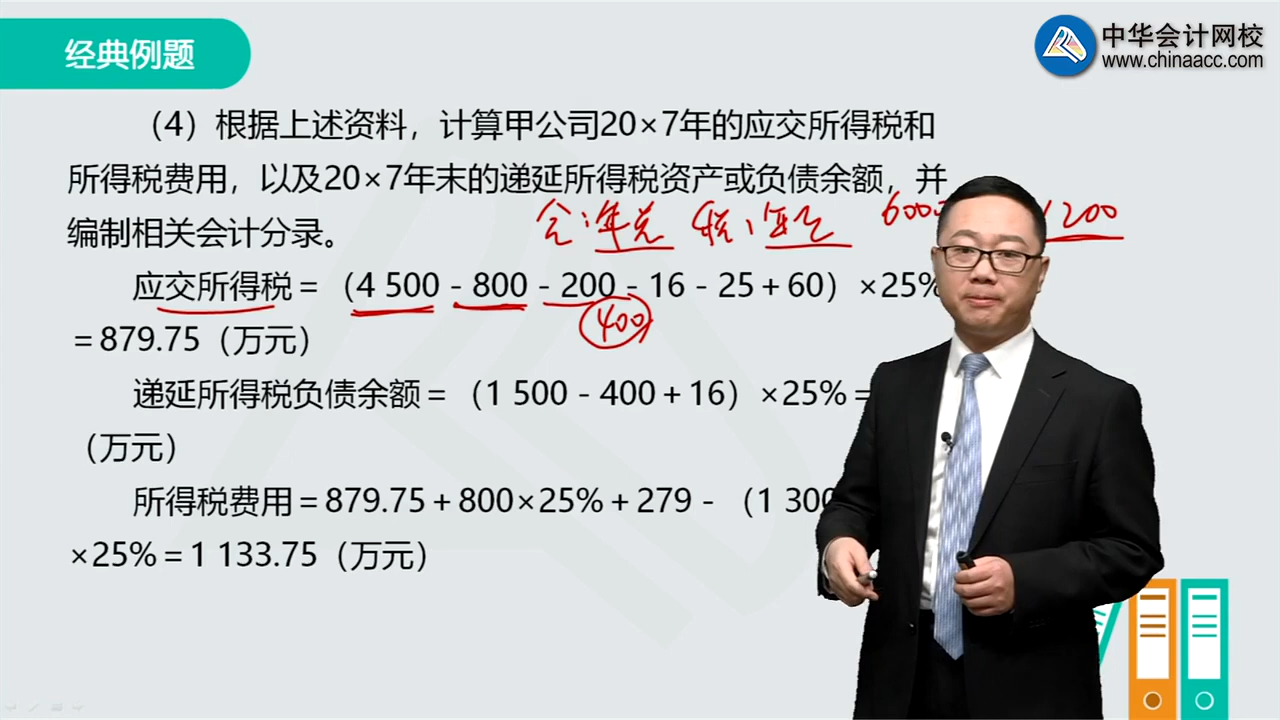 经典例题
中华会计网校
www.chinaacc.com
（4）根据上述资料，计算甲公司20×7年的应交所得税和
所得税费用，以及20×7年末的递延所得税资产或负债余额，并
编制相关会计分录。
会：年总 税：
600
1200
应交所得税＝（4 500－800－200－16－25＋60）×25%
400
＝879.75（万元）
递延所得税负债余额＝（1 500－400＋16）×25%＝
（万元）
所得税费用＝879.75＋800×25%＋279－（1 300
×25%＝1 133.75（万元）